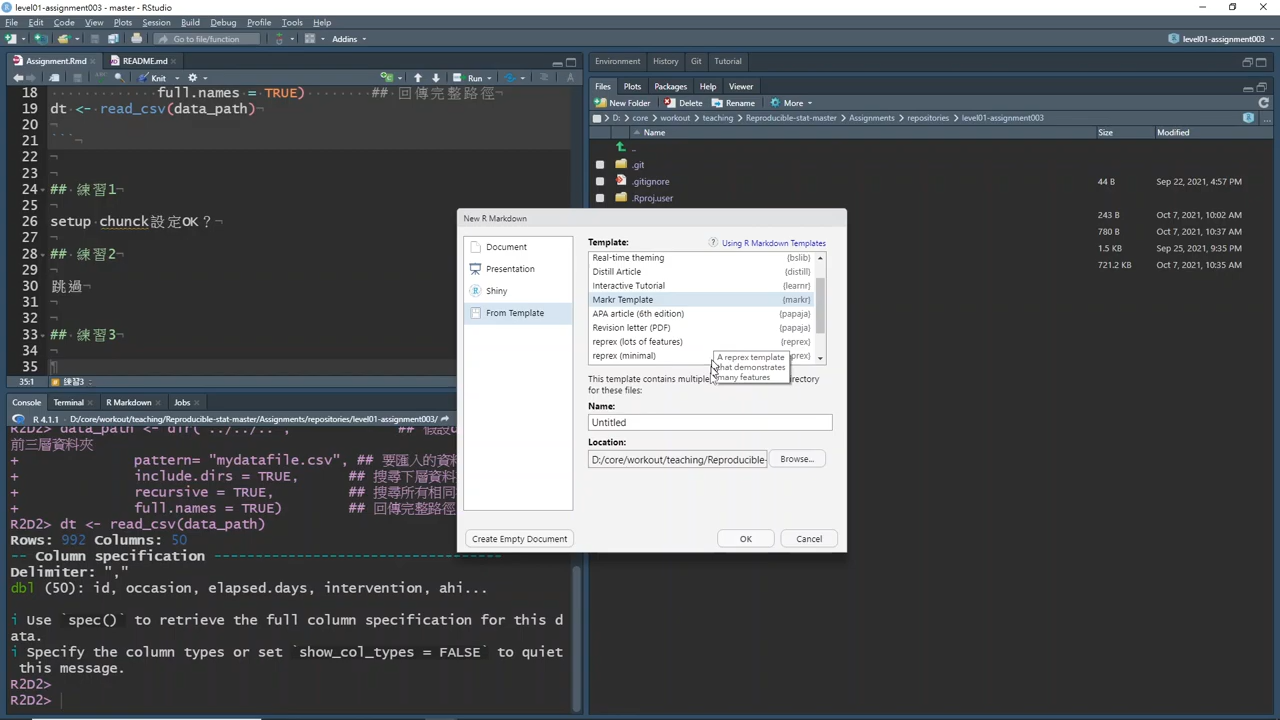 level01-assignment003 - master - RStudio
File Edit Code View Plots Session Build Debug Profile Tools Help
Go to file/function Addins level01-assignment003
Assignment.Rmd README.md
Knit Run
18 full.names = TRUE) ## 回傳完整路徑
19 dt <- read_csv(data_path)
20
21 ```
22
23
24 ## 練習1
25
26 setup chunck設定OK？
27
28 ## 練習2
29
30 跳過
31
32
33 ## 練習3
34
35
35:1 練習3
Console Terminal R Markdown Jobs
R 4.1.1 · D:/core/workout/teaching/Reproducible-stat-master/Assignments/repositories/level01-assignment003/
R2D2> data_path <- dir("../../..",
前三層資料夾
+ pattern= "mydatafile.csv", ## 要匯入的資料
+ include.dirs = TRUE, ## 搜尋下層資料
+ recursive = TRUE, ## 搜尋所有相同
+ full.names = TRUE) ## 回傳完整路徑
R2D2> dt <- read_csv(data_path)
Rows: 992 Columns: 50
-- Column specification --------------------------------
Delimiter: ","
dbl (50): id, occasion, elapsed.days, intervention, ahi...
i Use `spec()` to retrieve the full column specification for this d
ata.
i Specify the column types or set `show_col_types = FALSE` to quiet
this message.
R2D2>
R2D2>
Environment History Git Tutorial
Files Plots Packages Help Viewer
New Folder Delete Rename More
D: > core > workout > teaching > Reproducible-stat-master > Assignments > repositories > level01-assignment003
Name Size Modified
..
.git
.gitignore 44 B Sep 22, 2021, 4:57 PM
.Rproj.user
243 B Oct 7, 2021, 10:02 AM
780 B Oct 7, 2021, 10:37 AM
1.5 KB Sep 25, 2021, 9:35 PM
721.2 KB Oct 7, 2021, 10:35 AM
New R Markdown
Document
Presentation
Shiny
From Template
Template: Using R Markdown Templates
Real-time theming {bslib}
Distill Article {distill}
Interactive Tutorial {learnr}
Markr Template {markr}
APA article (6th edition) {papaja}
Revision letter (PDF) {papaja}
reprex (lots of features) {reprex}
reprex (minimal) prex}
A reprex template
that demonstrates
many features
This template contains multiple rectory
for these files:
Name:
Untitled
Location:
D:/core/workout/teaching/Reproducible- Browse...
Create Empty Document OK Cancel